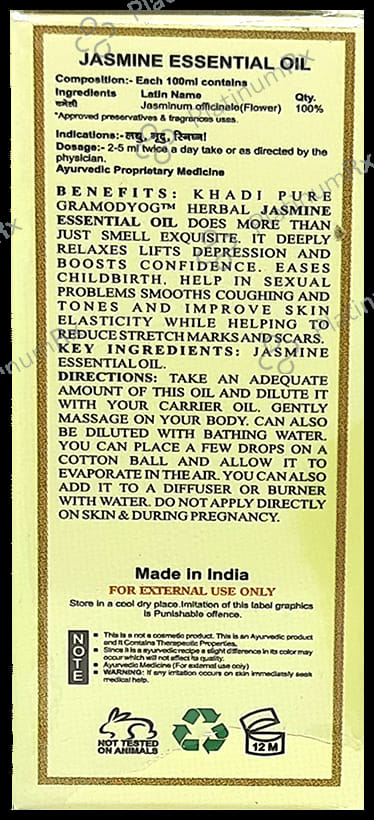 JASMINE ESSENTIAL OIL
Composition:- Each 100ml contains
Ingredients Latin Name Qty.
चमेली Jasminum officinale(Flower) 100%
*Approved preservatives & fragrances uses.
Indications:- लघु, मृदु, स्निग्ध।
Dosage:- 2-5 ml twice a day take or as directed by the
physician.
Ayurvedic Proprietary Medicine
BENEFITS: KHADI PURE
GRAMODYOG™ HERBAL JASMINE
ESSENTIAL OIL DOES MORE THAN
JUST SMELL EXQUISITE. IT DEEPLY
RELAXES LIFTS DEPRESSION AND
BOOSTS CONFIDENCE. EASES
CHILDBIRTH. HELP IN SEXUAL
PROBLEMS SMOOTHS COUGHING AND
TONES AND IMPROVE SKIN
ELASTICITY WHILE HELPING TO
REDUCE STRETCH MARKS AND SCARS.
KEY INGREDIENTS: JASMINE
ESSENTIAL OIL.
DIRECTIONS: TAKE AN ADEQUATE
AMOUNT OF THIS OIL AND DILUTE IT
WITH YOUR CARRIER OIL. GENTLY
MASSAGE ON YOUR BODY. CAN ALSO
BE DILUTED WITH BATHING WATER.
YOU CAN PLACE A FEW DROPS ON A
COTTON BALL AND ALLOW IT TO
EVAPORATE IN THE AIR. YOU CAN ALSO
ADD IT TO A DIFFUSER OR BURNER
WITH WATER. DO NOT APPLY DIRECTLY
ON SKIN & DURING PREGNANCY.
Made in India
FOR EXTERNAL USE ONLY
Store in a cool dry place.Imitation of this label graphics
is Punishable offence.
NOTE
This is a not a cosmetic product. This is an Ayurvedic product
and it Contains Therapeutic Properties.
Since it is a ayurvedic recipe a slight difference in its color may
occur which will not affect its quality.
Ayurvedic Medicine (For external use only)
WARNING: If any irritation occurs on skin immediately seek
medical help.
NOT TESTED
ON ANIMALS
12 M
PlatinumRx
PlatinumRx
PlatinumRx
PlatinumRx